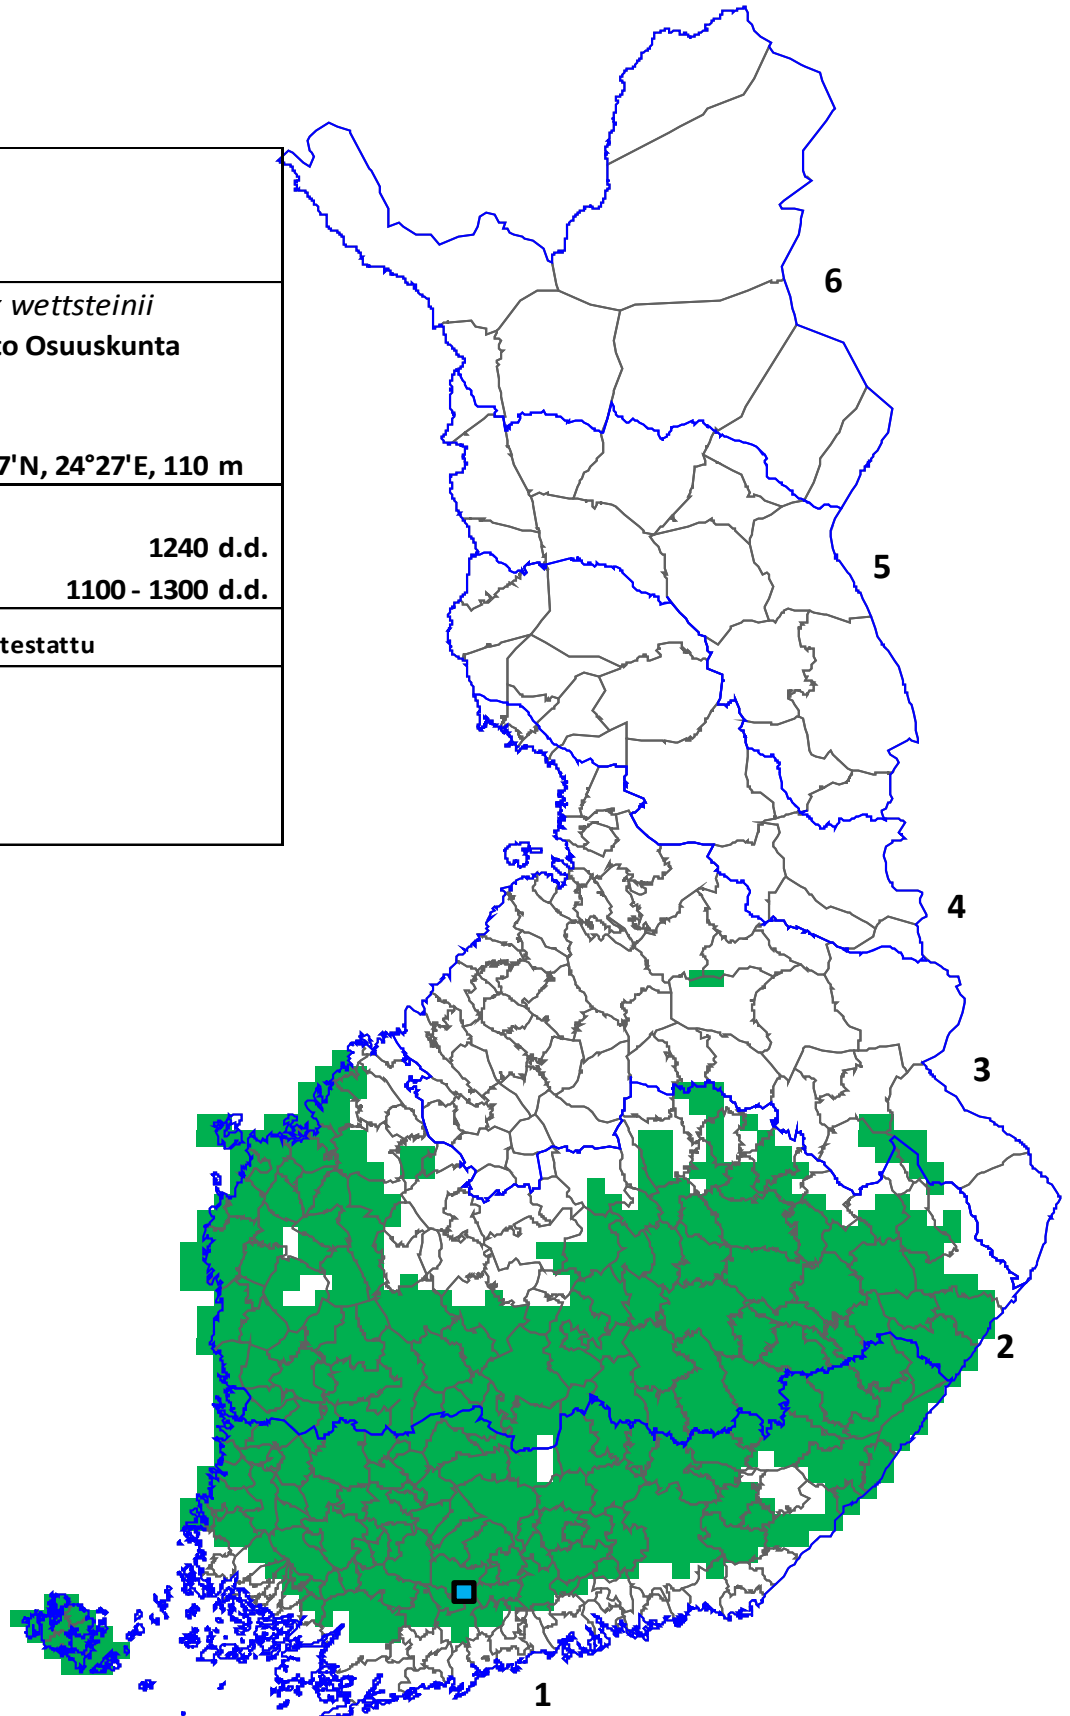 wettsteinii
Osuuskunta
7'N, 24°27'E, 110 m
1240 d.d.
1100 - 1300 d.d.
testattu
6
5
4
3
2
1